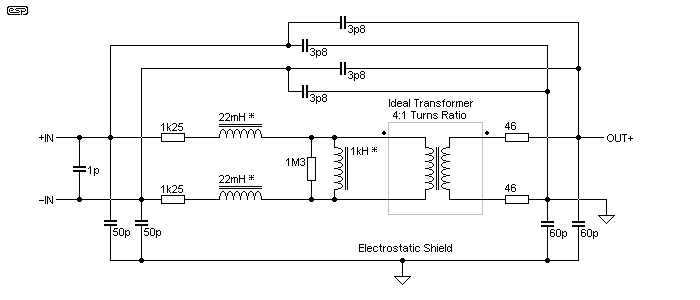 esp
3p8
3p8
3p8
3p8
Ideal Transformer
4:1 Turns Ratio
1k25
22mH *
46
+IN
OUT+
1p
1M3
1kH *
1k25
22mH *
46
–IN
50p
50p
60p
60p
Electrostatic Shield